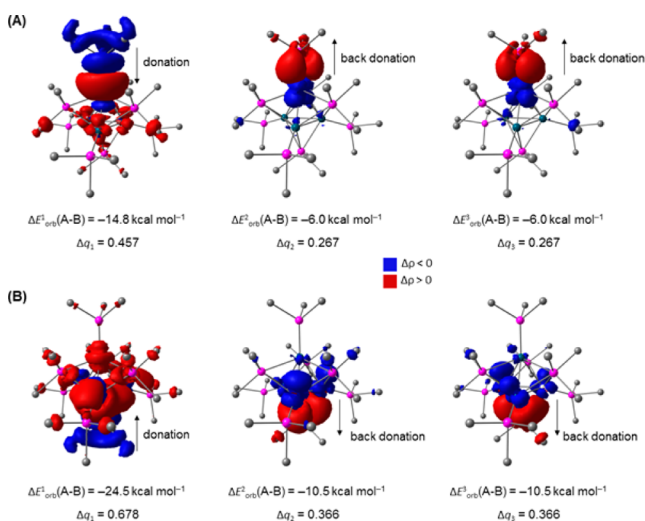 (A)
donation
back donation
back donation
ΔE¹orb(A-B) = −14.8 kcal mol⁻¹
ΔE²orb(A-B) = −6.0 kcal mol⁻¹
ΔE³orb(A-B) = −6.0 kcal mol⁻¹
Δq₁ = 0.457
Δq₂ = 0.267
Δq₃ = 0.267
Δρ < 0
Δρ > 0
(B)
donation
back donation
back donation
ΔE¹orb(A-B) = −24.5 kcal mol⁻¹
ΔE²orb(A-B) = −10.5 kcal mol⁻¹
ΔE³orb(A-B) = −10.5 kcal mol⁻¹
Δq₁ = 0.678
Δq₂ = 0.366
Δq₃ = 0.366